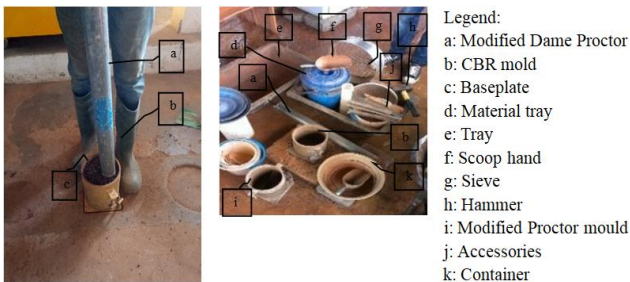 a
b
c
d
e
f
g
h
a
j
b
k
i
Legend:
a: Modified Dame Proctor
b: CBR mold
c: Baseplate
d: Material tray
e: Tray
f: Scoop hand
g: Sieve
h: Hammer
i: Modified Proctor mould
j: Accessories
k: Container